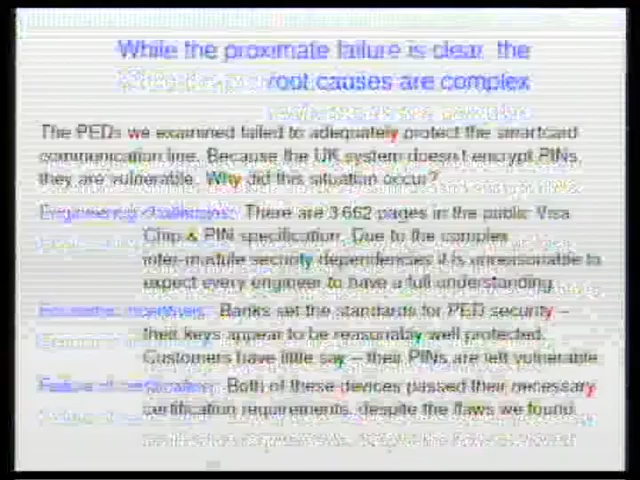 While the proximate failure is clear, the
root causes are complex
The PEDs we examined failed to adequately protect the smartcard
communication line. Because the UK system doesn't encrypt PINs,
they are vulnerable. Why did this situation occur?
Engineering challenges: There are 3 662 pages in the public Visa
Chip & PIN specification. Due to the complex
inter-module security dependencies it is unreasonable to
expect every engineer to have a full understanding
Economic incentives: Banks set the standards for PED security –
their keys appear to be reasonably well protected.
Customers have little say – their PINs are left vulnerable
Failure of certification: Both of these devices passed their necessary
certification requirements, despite the flaws we found.